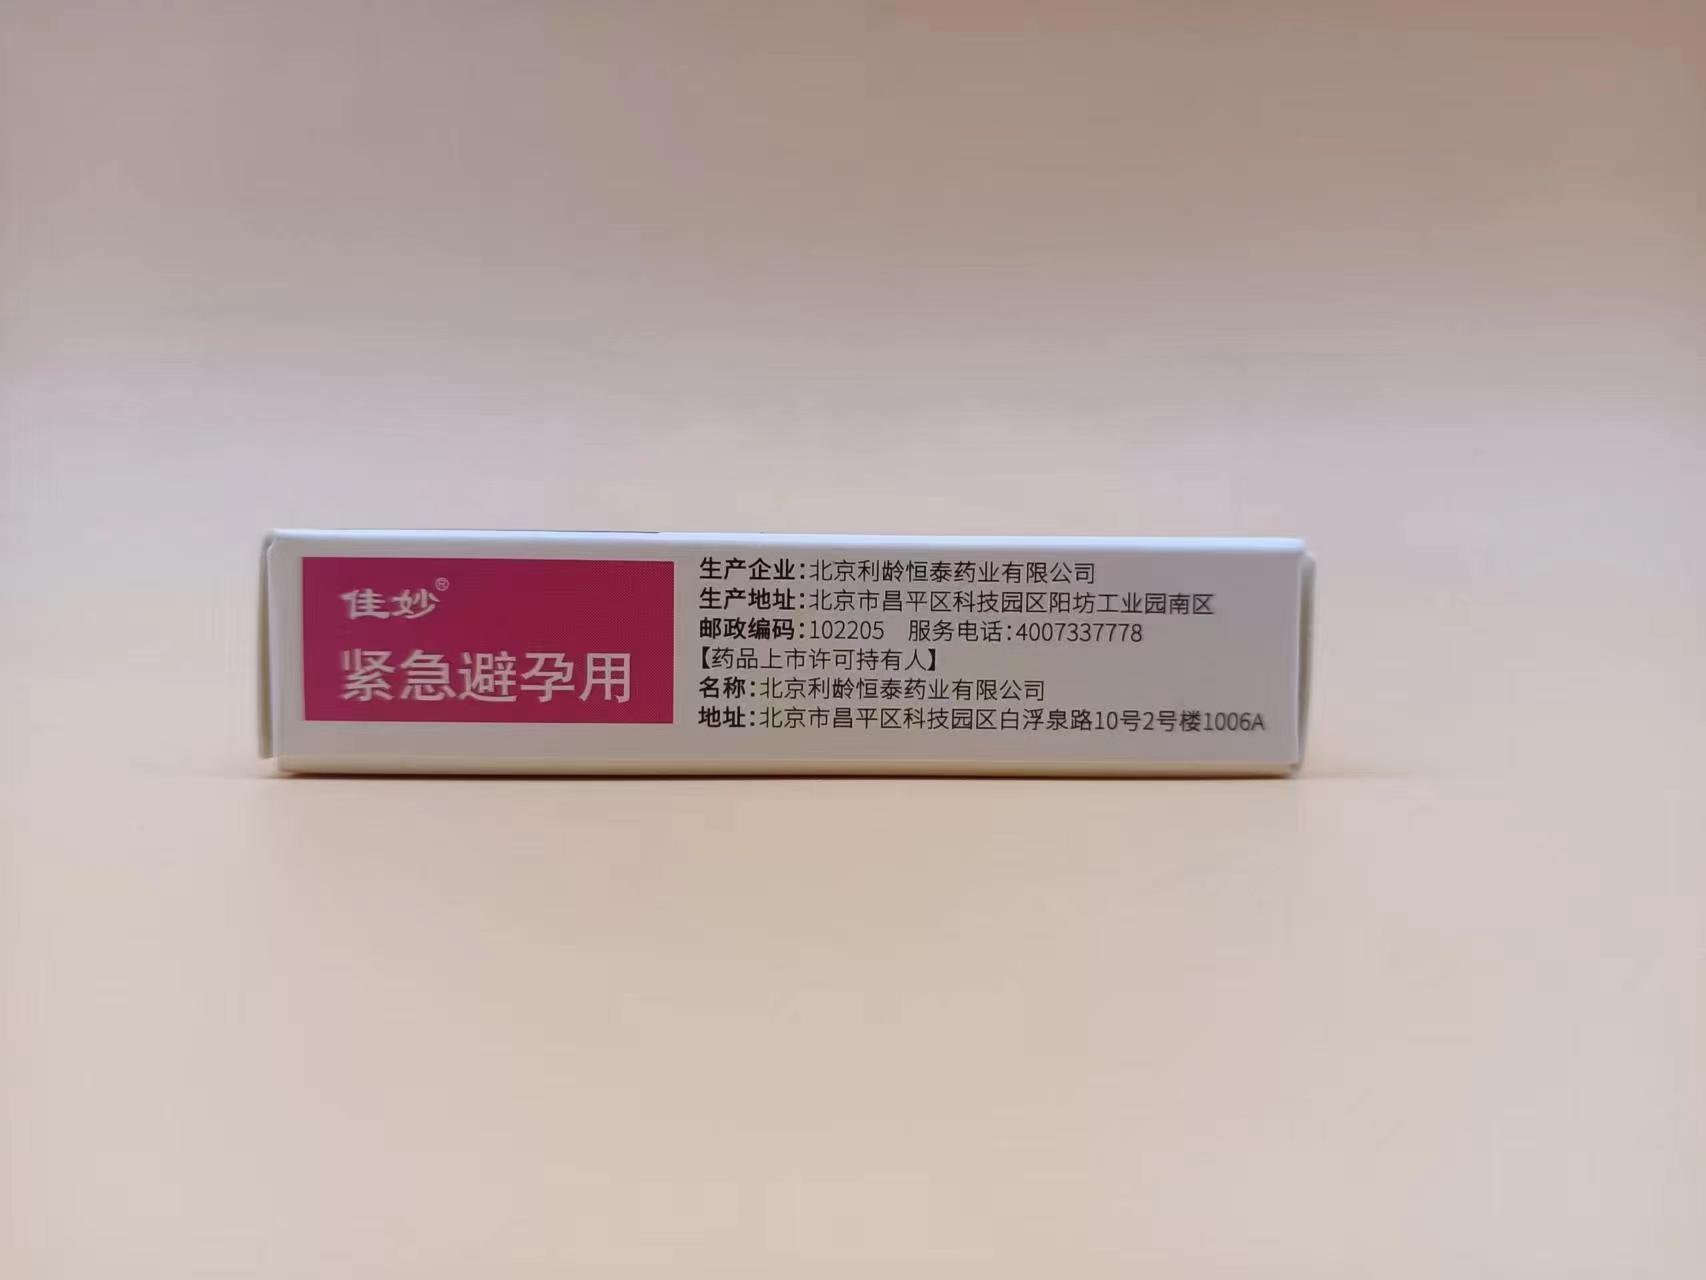 佳妙®
紧急避孕用
生产企业：北京利龄恒泰药业有限公司
生产地址：北京市昌平区科技园区阳坊工业园南区
邮政编码：102205 服务电话：4007337778
【药品上市许可持有人】
名称：北京利龄恒泰药业有限公司
地址：北京市昌平区科技园区白浮泉路10号2号楼1006A